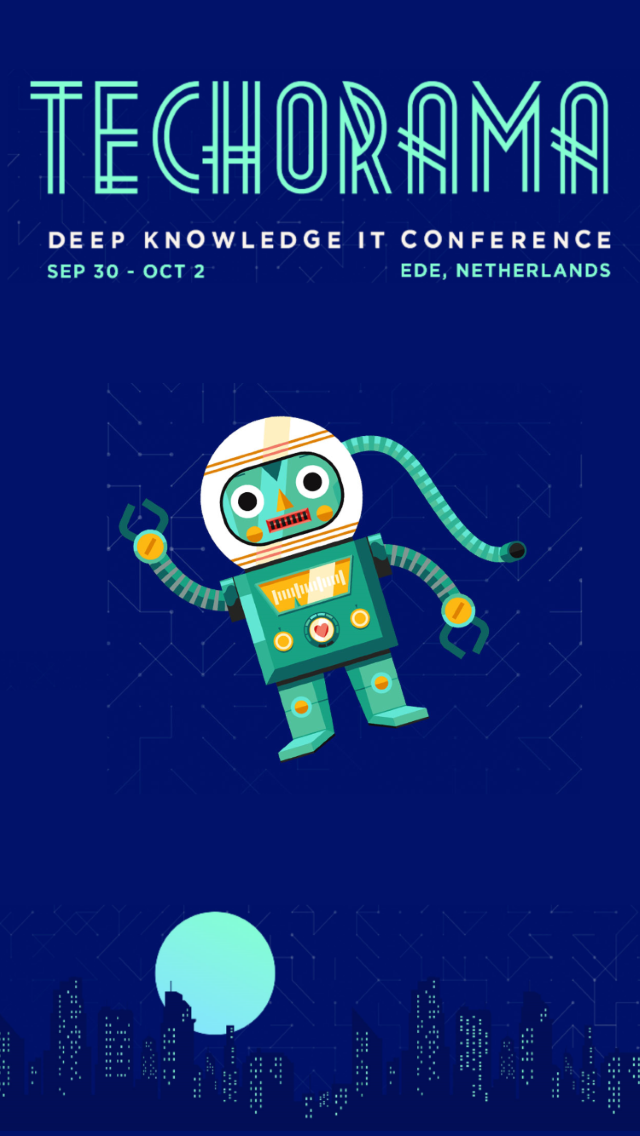 TECHORAMA
DEEP KNOWLEDGE IT CONFERENCE
SEP 30 - OCT 2 EDE, NETHERLANDS